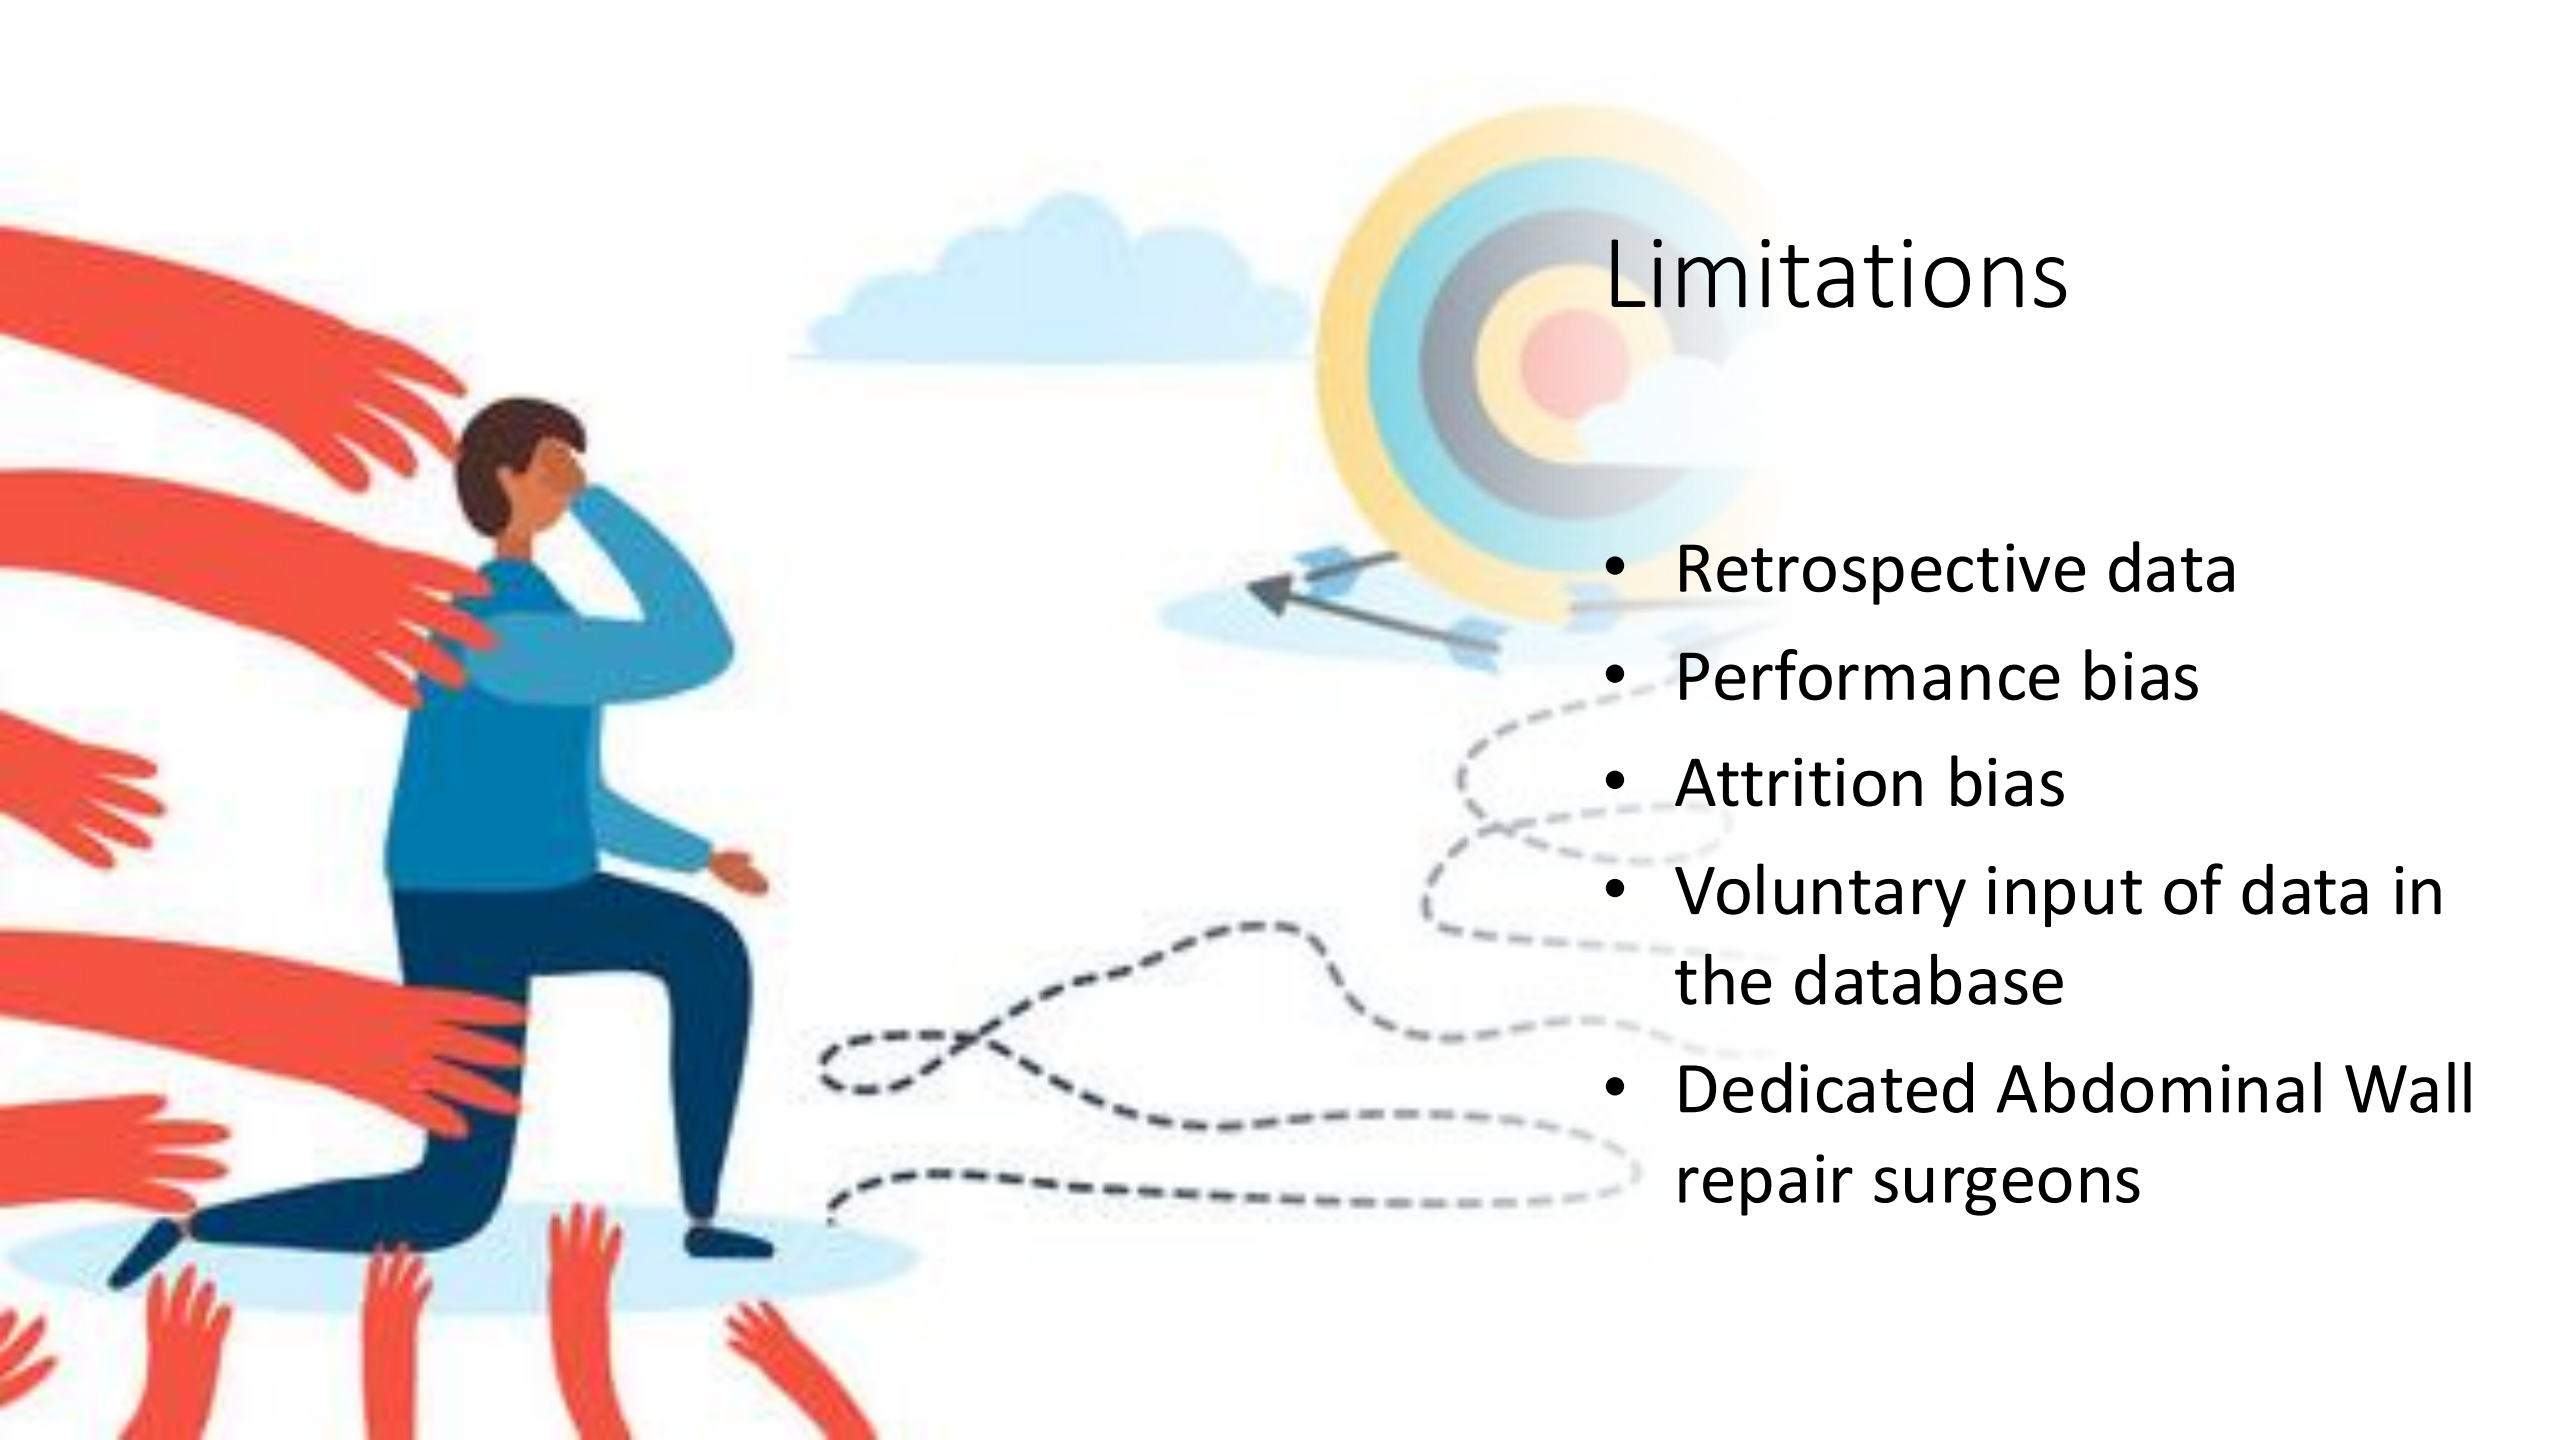 Limitations
• Retrospective data
• Performance bias
• Attrition bias
• Voluntary input of data in
the database
• Dedicated Abdominal Wall
repair surgeons